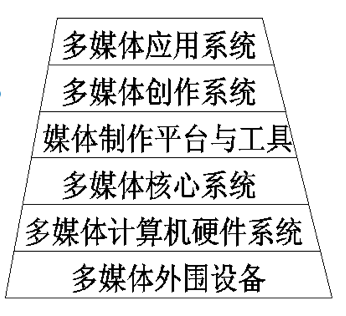 多媒体应用系统
多媒体创作系统
媒体制作平台与工具
多媒体核心系统
多媒体计算机硬件系统
多媒体外围设备